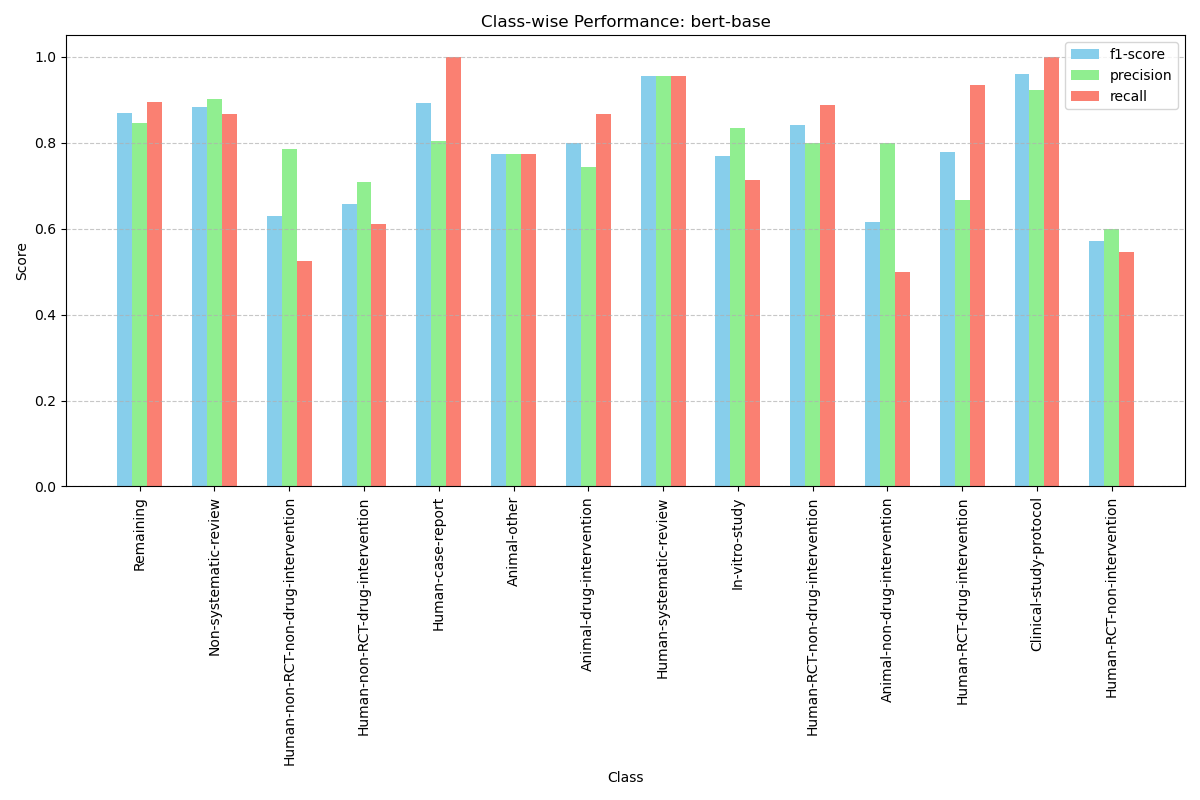 Class-wise Performance: bert-base
f1-score
precision
recall
Score
1.0
0.8
0.6
0.4
0.2
0.0
Remaining
Non-systematic-review
Human-non-RCT-non-drug-intervention
Human-non-RCT-drug-intervention
Human-case-report
Animal-other
Animal-drug-intervention
Human-systematic-review
In-vitro-study
Human-RCT-non-drug-intervention
Animal-non-drug-intervention
Human-RCT-drug-intervention
Clinical-study-protocol
Human-RCT-non-intervention
Class